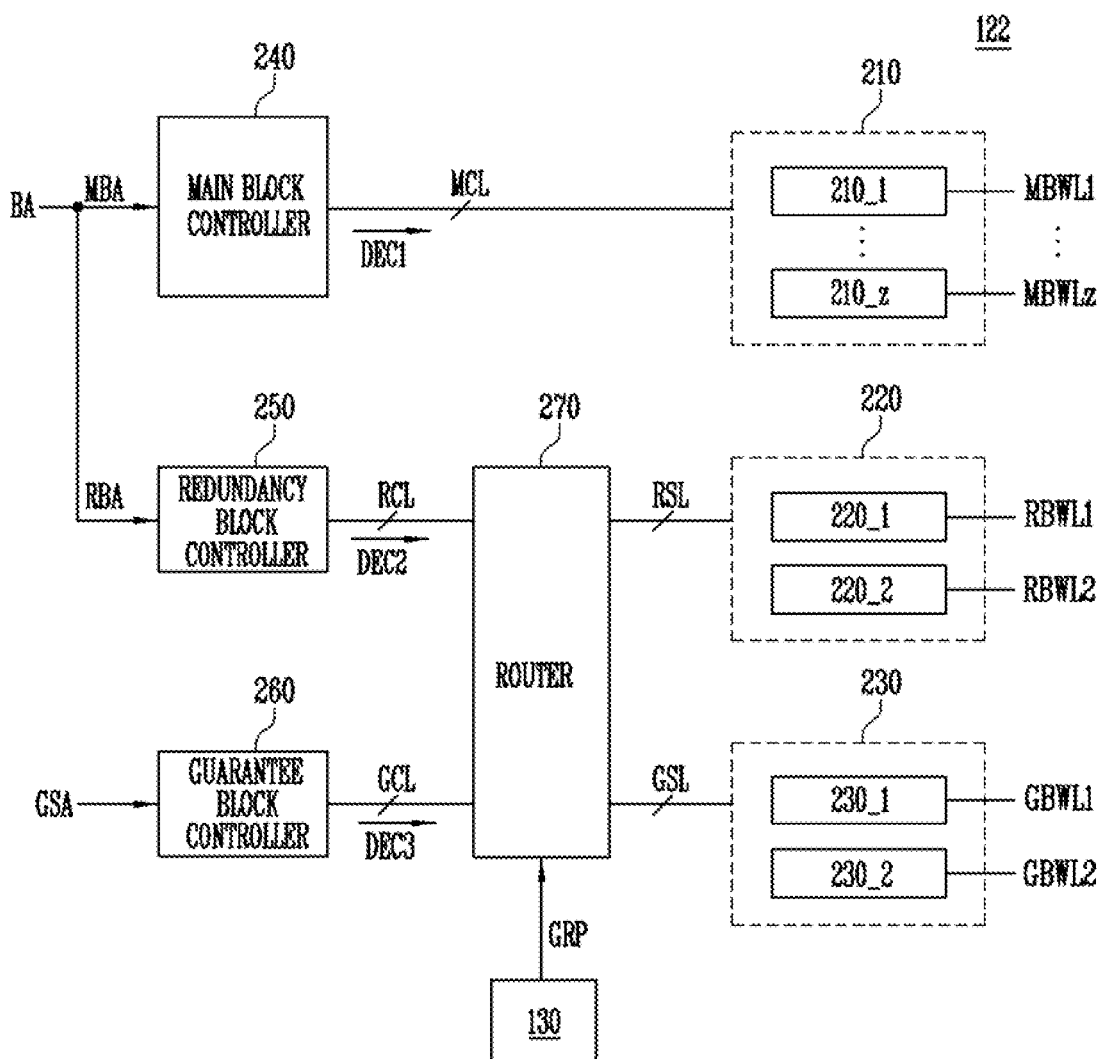 122
240
210
BA
MBA
MAIN BLOCK
CONTROLLER
MCL
DEC1
210_1
MBWL1
210_z
MBWLz
250
270
220
RBA
REDUNDANCY
BLOCK
CONTROLLER
RCL
DEC2
RSL
220_1
RBWL1
220_2
RBWL2
ROUTER
260
230
GSA
GUARANTEE
BLOCK
CONTROLLER
GCL
DEC3
GSL
230_1
GBWL1
230_2
GBWL2
GRP
130